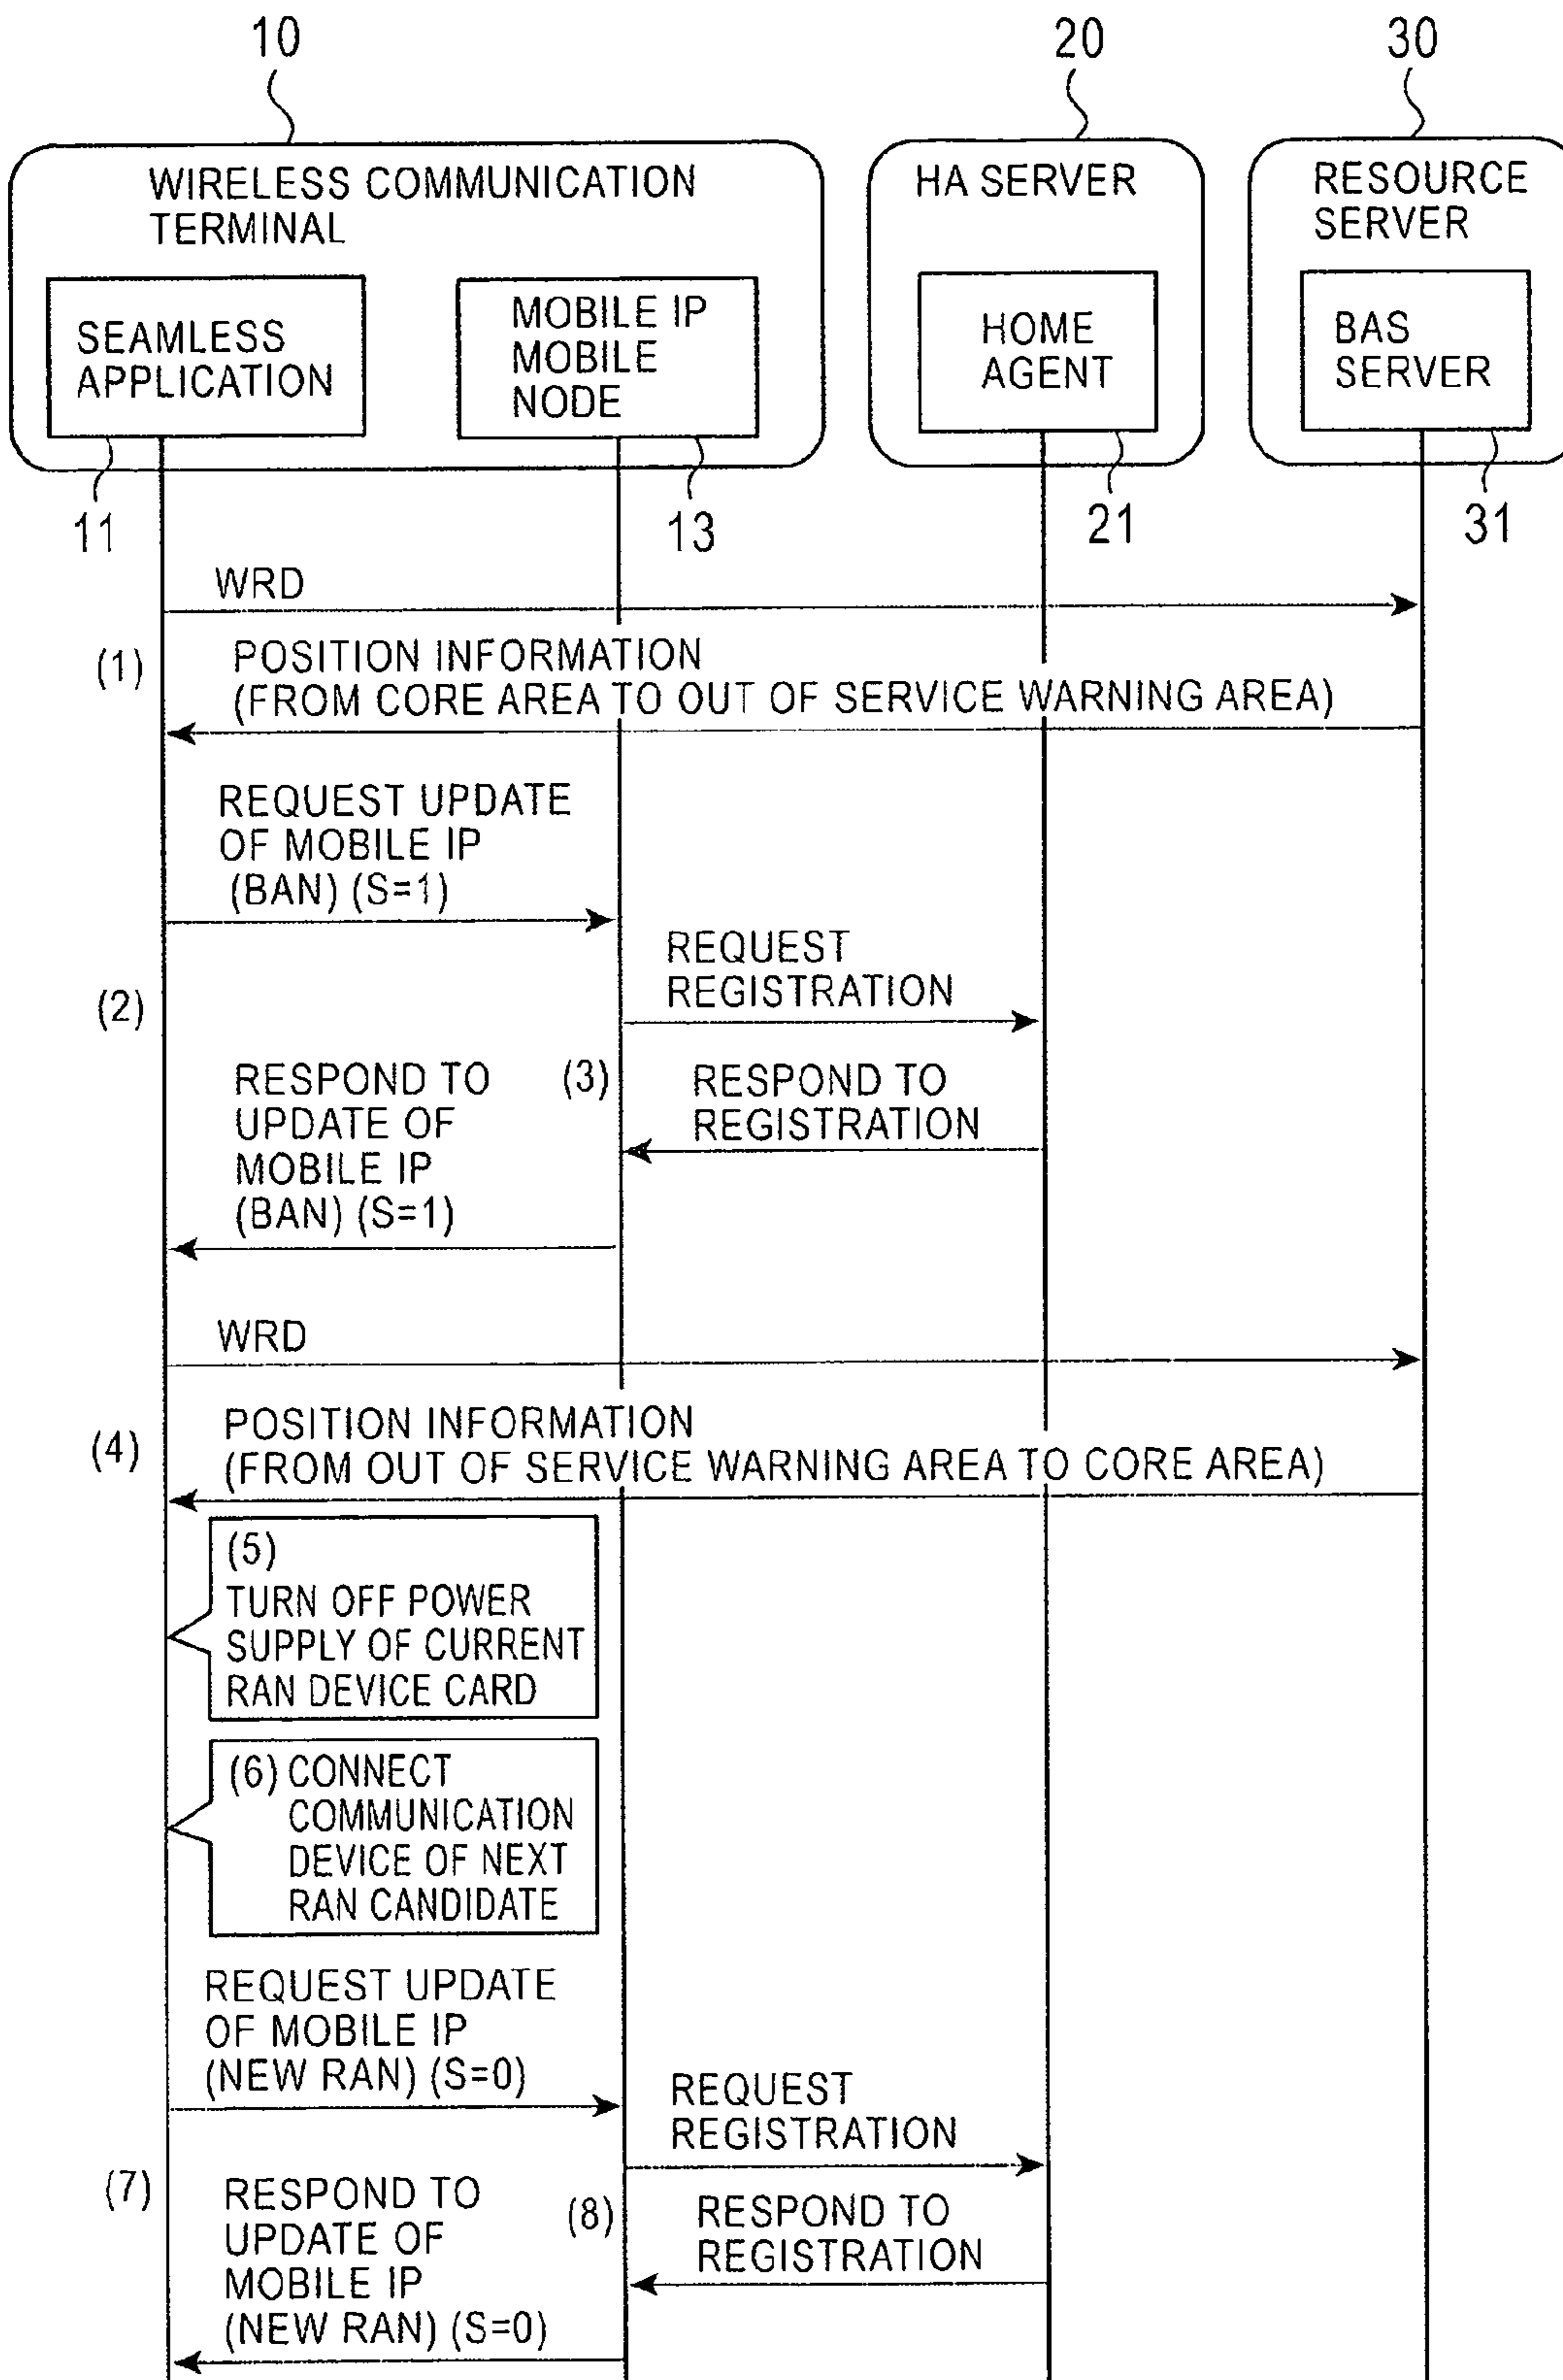 10
20
30
WIRELESS COMMUNICATION
TERMINAL
HA SERVER
RESOURCE
SERVER
SEAMLESS
APPLICATION
MOBILE IP
MOBILE
NODE
HOME
AGENT
BAS
SERVER
11
13
21
31
WRD
(1)
POSITION INFORMATION
(FROM CORE AREA TO OUT OF SERVICE WARNING AREA)
REQUEST UPDATE
OF MOBILE IP
(BAN) (S=1)
REQUEST
REGISTRATION
(2)
(3)
RESPOND TO
REGISTRATION
RESPOND TO
UPDATE OF
MOBILE IP
(BAN) (S=1)
WRD
(4)
POSITION INFORMATION
(FROM OUT OF SERVICE WARNING AREA TO CORE AREA)
(5)
TURN OFF POWER
SUPPLY OF CURRENT
RAN DEVICE CARD
(6) CONNECT
COMMUNICATION
DEVICE OF NEXT
RAN CANDIDATE
REQUEST UPDATE
OF MOBILE IP
(NEW RAN) (S=0)
REQUEST
REGISTRATION
(7)
(8)
RESPOND TO
REGISTRATION
RESPOND TO
UPDATE OF
MOBILE IP
(NEW RAN) (S=0)